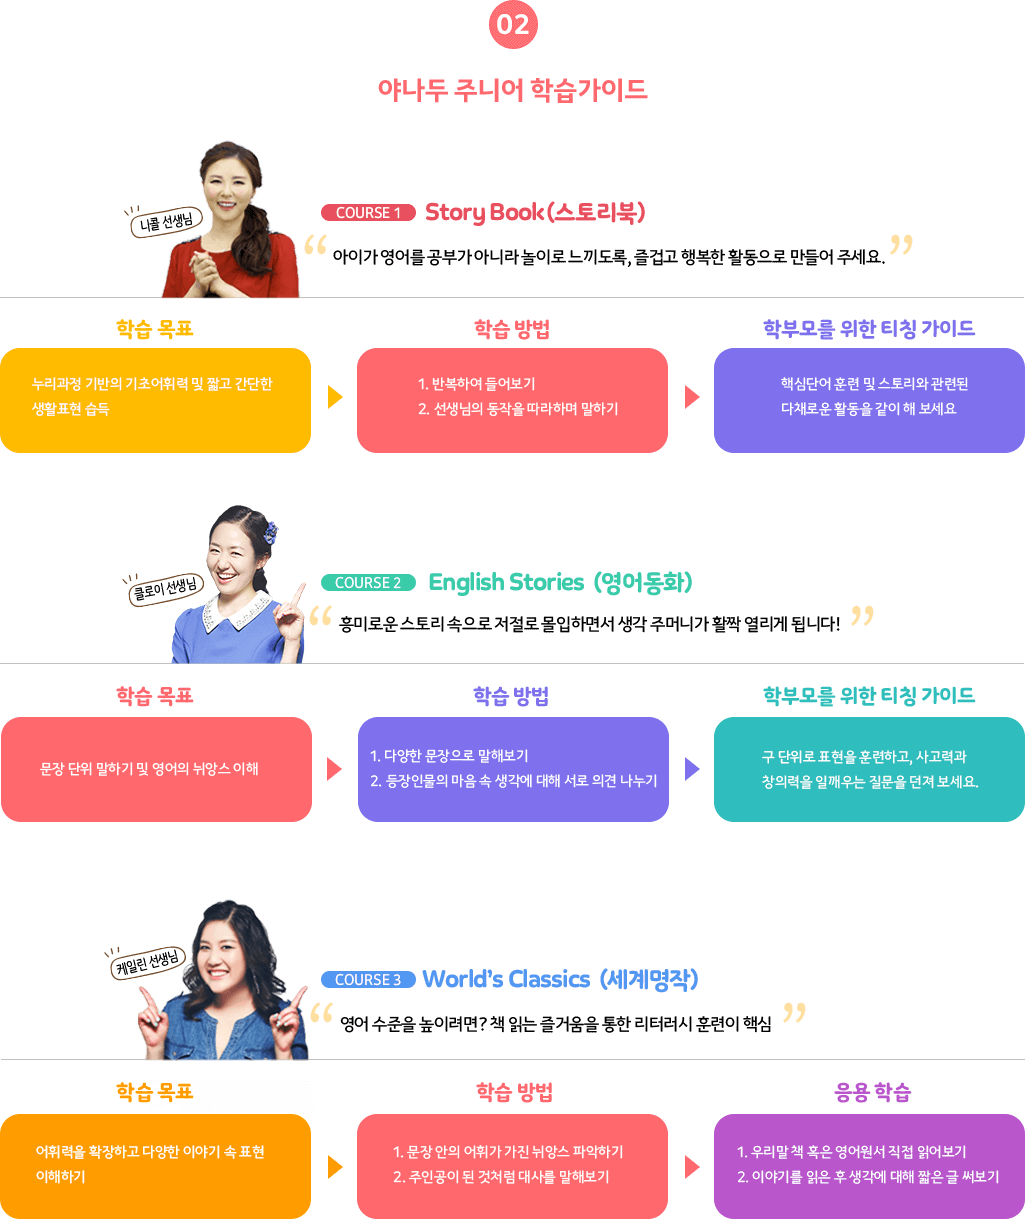 02
야나두 주니어 학습가이드
니콜 선생님
COURSE 1 Story Book(스토리북)
“ 아이가 영어를 공부가 아니라 놀이로 느끼도록, 즐겁고 행복한 활동으로 만들어 주세요. ”
학습 목표
누리과정 기반의 기초어휘력 및 짧고 간단한
생활표현 습득
학습 방법
1. 반복하여 들어보기
2. 선생님의 동작을 따라하며 말하기
학부모를 위한 티칭 가이드
핵심단어 훈련 및 스토리와 관련된
다채로운 활동을 같이 해 보세요
클로이 선생님
COURSE 2 English Stories (영어동화)
“ 흥미로운 스토리 속으로 저절로 몰입하면서 생각 주머니가 활짝 열리게 됩니다! ”
학습 목표
문장 단위 말하기 및 영어의 뉘앙스 이해
학습 방법
1. 다양한 문장으로 말해보기
2. 등장인물의 마음 속 생각에 대해 서로 의견 나누기
학부모를 위한 티칭 가이드
구 단위로 표현을 훈련하고, 사고력과
창의력을 일깨우는 질문을 던져 보세요.
케일린 선생님
COURSE 3 World’s Classics (세계명작)
“ 영어 수준을 높이려면? 책 읽는 즐거움을 통한 리터러시 훈련이 핵심 ”
학습 목표
어휘력을 확장하고 다양한 이야기 속 표현
이해하기
학습 방법
1. 문장 안의 어휘가 가진 뉘앙스 파악하기
2. 주인공이 된 것처럼 대사를 말해보기
응용 학습
1. 우리말 책 혹은 영어원서 직접 읽어보기
2. 이야기를 읽은 후 생각에 대해 짧은 글 써보기